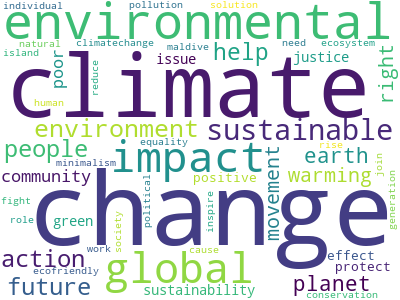 individual pollution solution
environmental
natural climatechange maldive need ecosystem
island poor reduce issue help justice right
climate
human
environment sustainable
people equality rise
impact earth
minimalism join
community positive warming
change
fight political inspire movement generation
role green society
work cause
action effect
ecofriendly global protect
future planet
sustainability conservation